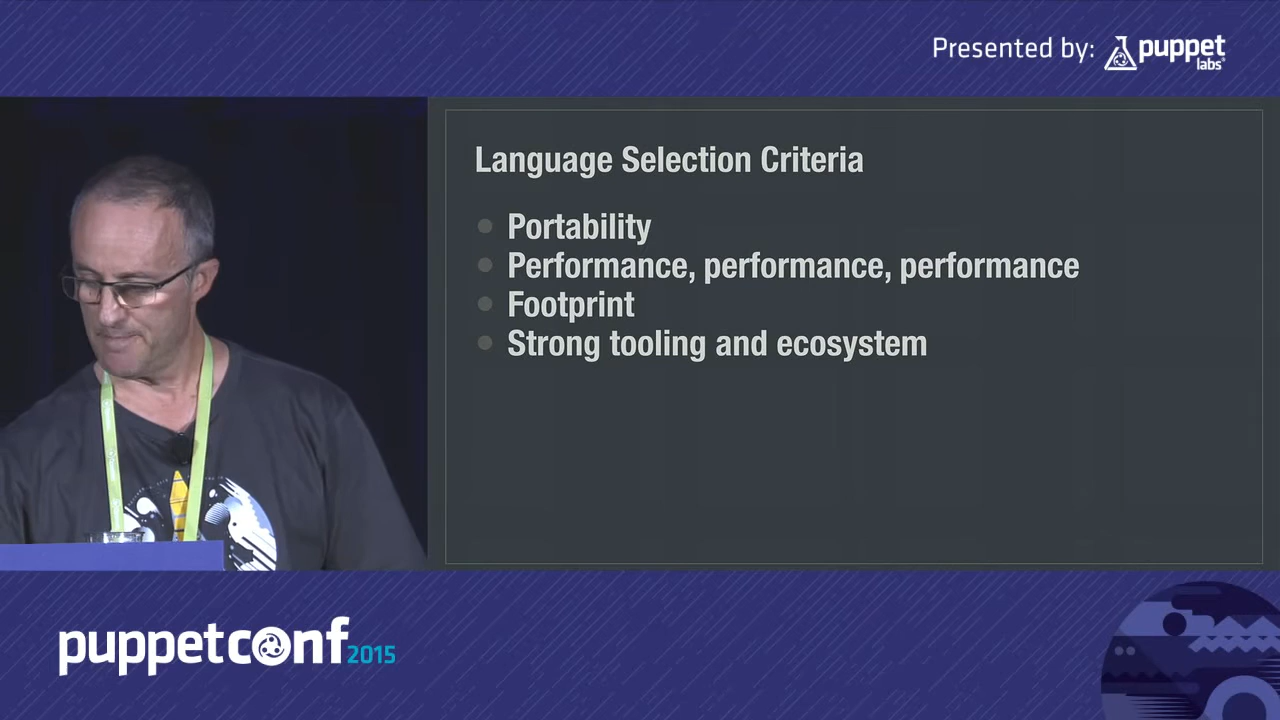 Presented by: puppet labs
Language Selection Criteria
Portability
Performance, performance, performance
Footprint
Strong tooling and ecosystem
puppetconf 2015